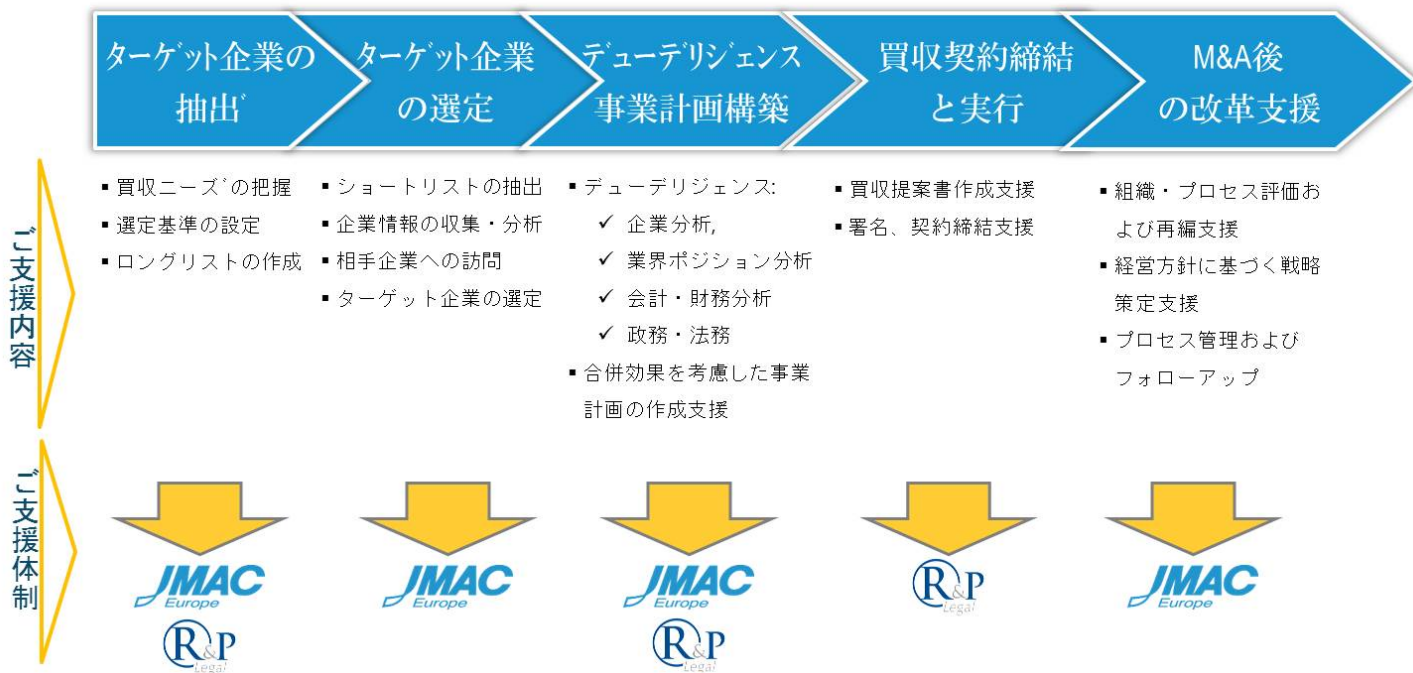 ターゲット企業の
抽出゛
ターゲット企業
の選定
デューデリジェンス
事業計画構築
買収契約締結
と実行
M&A後
の改革支援
ご支援内容
▪ 買収ニーズ゛の把握
▪ 選定基準の設定
▪ ロングリストの作成
▪ ショートリストの抽出
▪ 企業情報の収集・分析
▪ 相手企業への訪問
▪ ターゲット企業の選定
▪ デューデリジェンス:
✓ 企業分析,
✓ 業界ポジション分析
✓ 会計・財務分析
✓ 政務・法務
▪ 合併効果を考慮した事業
計画の作成支援
▪ 買収提案書作成支援
▪ 署名、契約締結支援
▪ 組織・プロセス評価お
よび再編支援
▪ 経営方針に基づく戦略
策定支援
▪ プロセス管理および
フォローアップ
ご支援体制
JMAC
Europe
R&P
Legal
JMAC
Europe
JMAC
Europe
R&P
Legal
R&P
Legal
JMAC
Europe